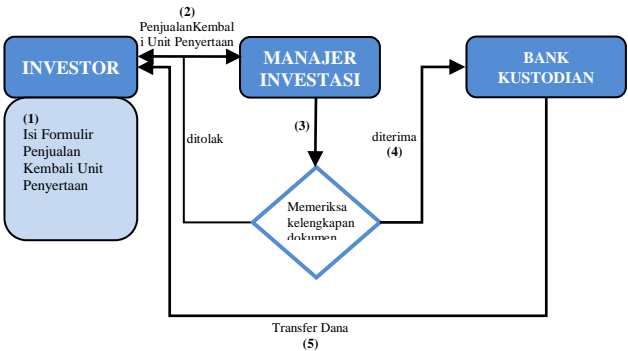 (2)
PenjualanKembal
i Unit Penyertaan
INVESTOR
MANAJER
INVESTASI
BANK
KUSTODIAN
(1)
Isi Formulir
Penjualan
Kembali Unit
Penyertaan
(3)
ditolak
diterima
(4)
Memeriksa
kelengkapan
dokumen
Transfer Dana
(5)